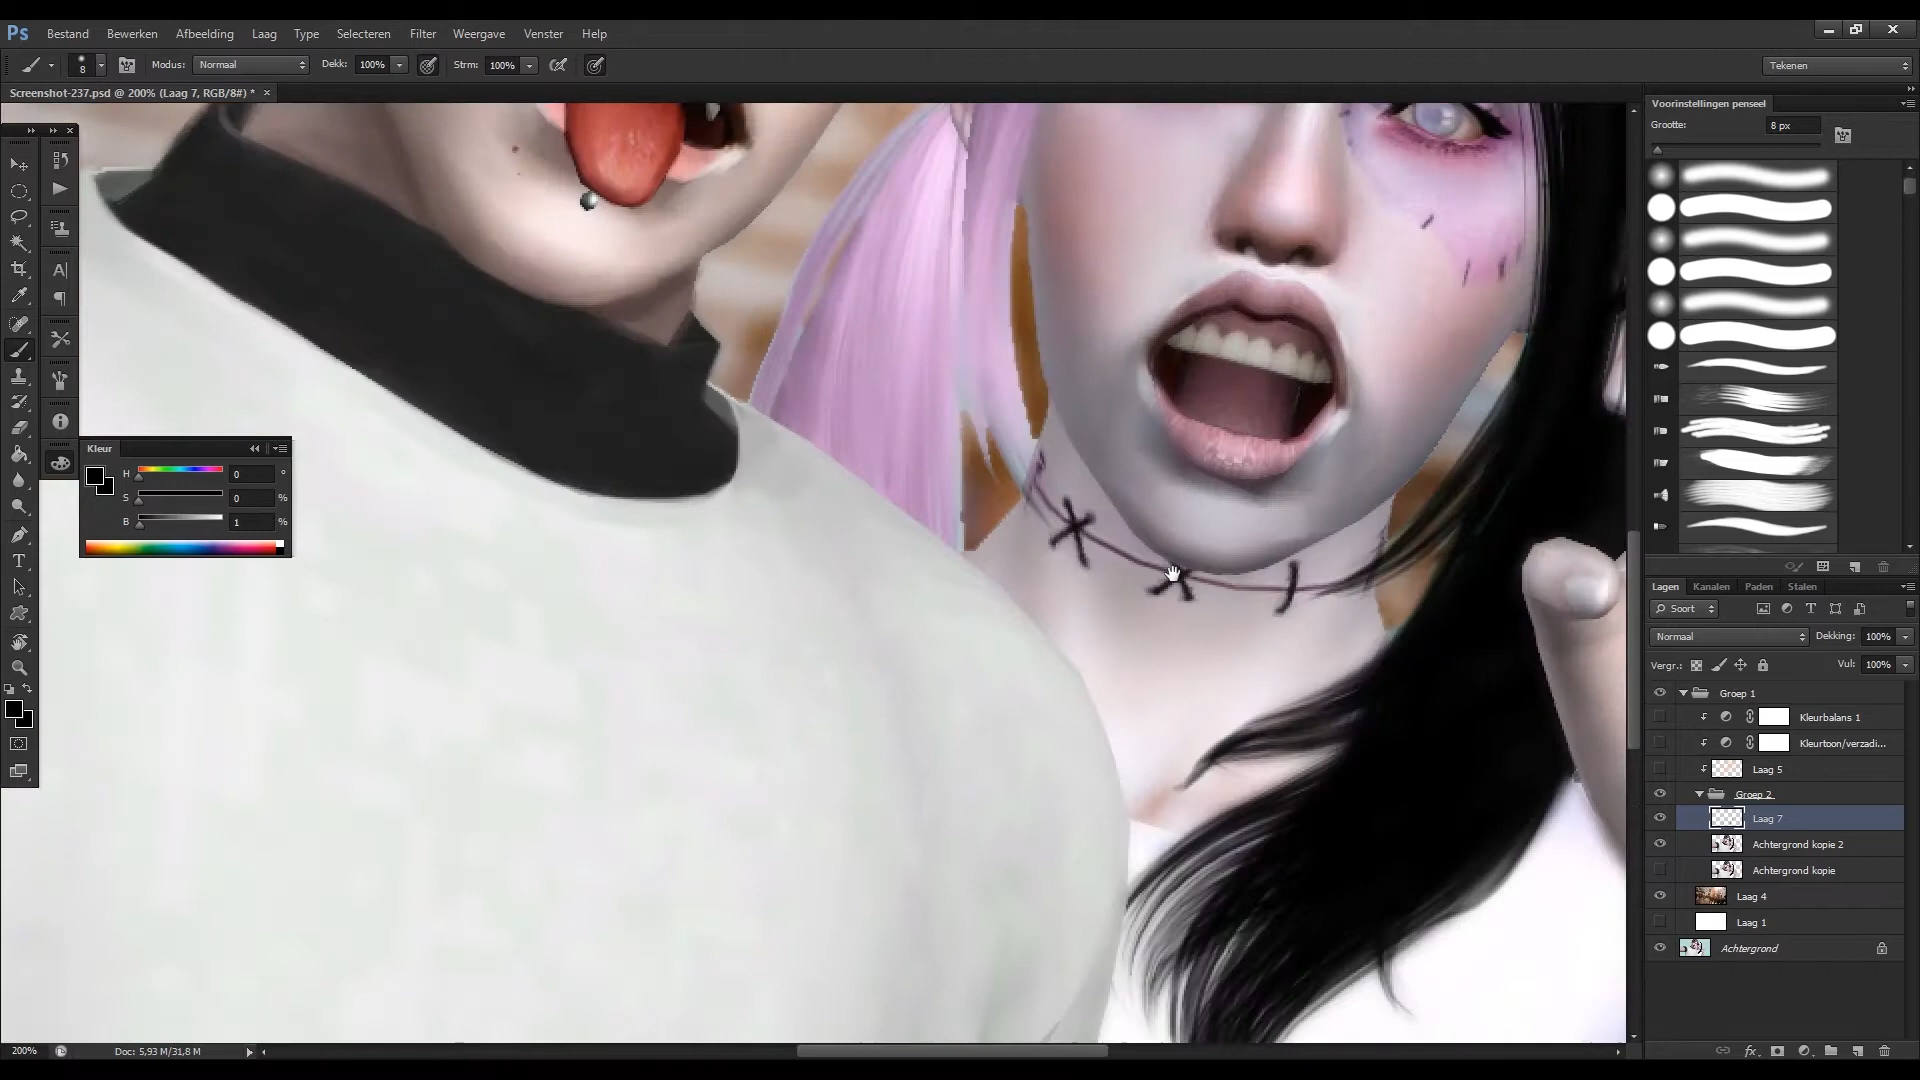 Ps Bestand Bewerken Afbeelding Laag Type Selecteren Filter Weergave Venster Help
8 Modus: Normaal Dekk: 100% Strm: 100% Tekenen
Screenshot-237.psd @ 200% (Laag 7, RGB/8#) * ×
Voorinstellingen penseel
Grootte: 8 px
Kleur
H 0 °
S 0 %
B 1 %
Lagen Kanalen Paden Stalen
Soort
Normaal Dekking: 100%
Vergr.: Vul: 100%
Groep 1
Kleurbalans 1
Kleurtoon/verzadi...
Laag 5
Groep 2
Laag 7
Achtergrond kopie 2
Achtergrond kopie
Laag 4
Laag 1
Achtergrond
200% Doc: 5,93 M/31,8 M